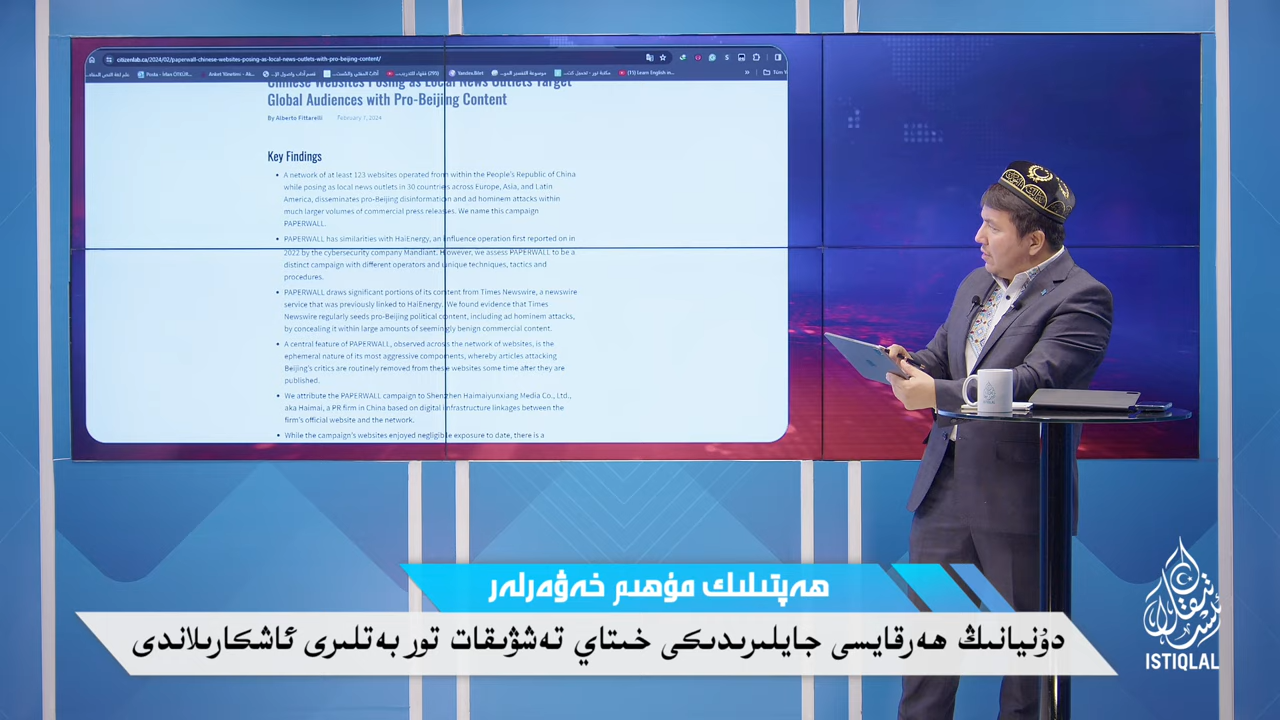 citizenlab.ca/2024/02/paperwall-chinese-websites-posing-as-local-news-outlets-with-pro-beijing-content/
Chinese Websites Posing as Local News Outlets Target
Global Audiences with Pro-Beijing Content
By Alberto Fittarelli February 7, 2024
Key Findings
A network of at least 123 websites operated from within the People's Republic of China
while posing as local news outlets in 30 countries across Europe, Asia, and Latin
America, disseminates pro-Beijing disinformation and ad hominem attacks within
much larger volumes of commercial press releases. We name this campaign
PAPERWALL.
PAPERWALL has similarities with HaiEnergy, an influence operation first reported on in
2022 by the cybersecurity company Mandiant. However, we assess PAPERWALL to be a
distinct campaign with different operators and unique techniques, tactics and
procedures.
PAPERWALL draws significant portions of its content from Times Newswire, a newswire
service that was previously linked to HaiEnergy. We found evidence that Times
Newswire regularly seeds pro-Beijing political content, including ad hominem attacks,
by concealing it within large amounts of seemingly benign commercial content.
A central feature of PAPERWALL, observed across the network of websites, is the
ephemeral nature of its most aggressive components, whereby articles attacking
Beijing's critics are routinely removed from these websites some time after they are
published.
We attribute the PAPERWALL campaign to Shenzhen Haimaiyunxiang Media Co., Ltd.,
aka Haimai, a PR firm in China based on digital infrastructure linkages between the
firm's official website and the network.
While the campaign's websites enjoyed negligible exposure to date, there is a
ھەپتىلىك مۇھىم خەۋەرلەر
دۇنيانىڭ ھەرقايسى جايلىرىدىكى خىتاي تەشۋىقات تور بەتلىرى ئاشكارىلاندى
ISTIQLAL